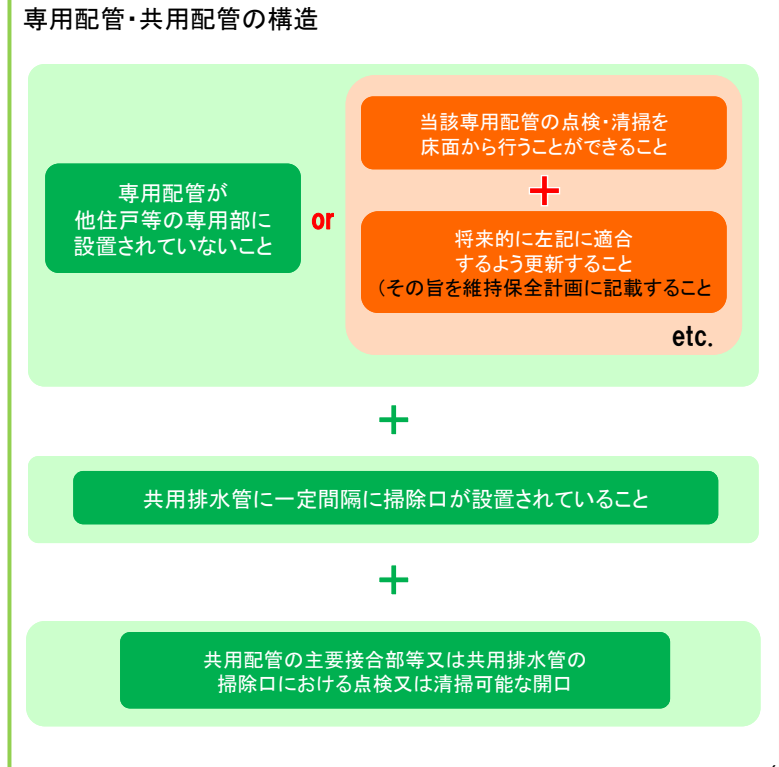 専用配管・共用配管の構造
専用配管が
他住戸等の専用部に
設置されていないこと
or
当該専用配管の点検・清掃を
床面から行うことができること
+
将来的に左記に適合
するよう更新すること
(その旨を維持保全計画に記載すること
etc.
+
共用排水管に一定間隔に掃除口が設置されていること
+
共用配管の主要接合部等又は共用排水管の
掃除口における点検又は清掃可能な開口